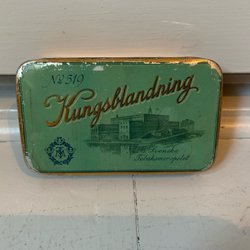 No 519
Kungsblandning
Svenska
Tobaksmonopolet